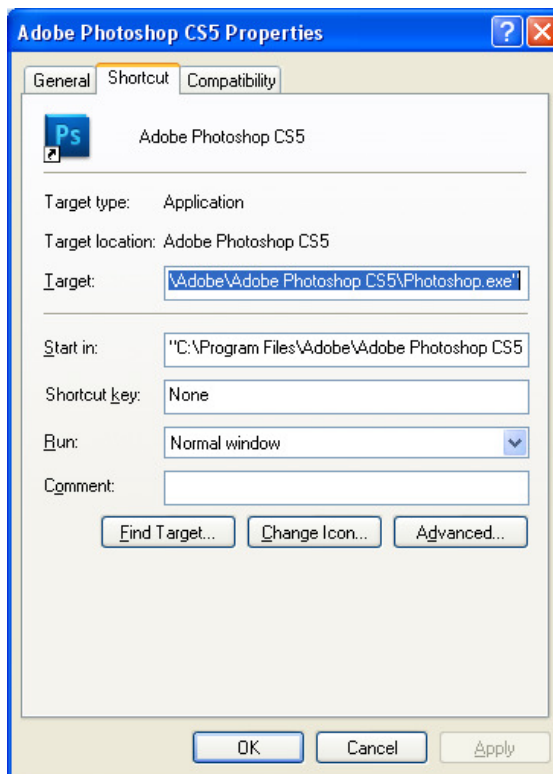 Adobe Photoshop CS5 Properties
General Shortcut Compatibility
Ps Adobe Photoshop CS5
Target type: Application
Target location: Adobe Photoshop CS5
Target: \Adobe\Adobe Photoshop CS5\Photoshop.exe"
Start in: "C:\Program Files\Adobe\Adobe Photoshop CS5
Shortcut key: None
Run: Normal window
Comment:
Find Target... Change Icon... Advanced...
OK Cancel Apply